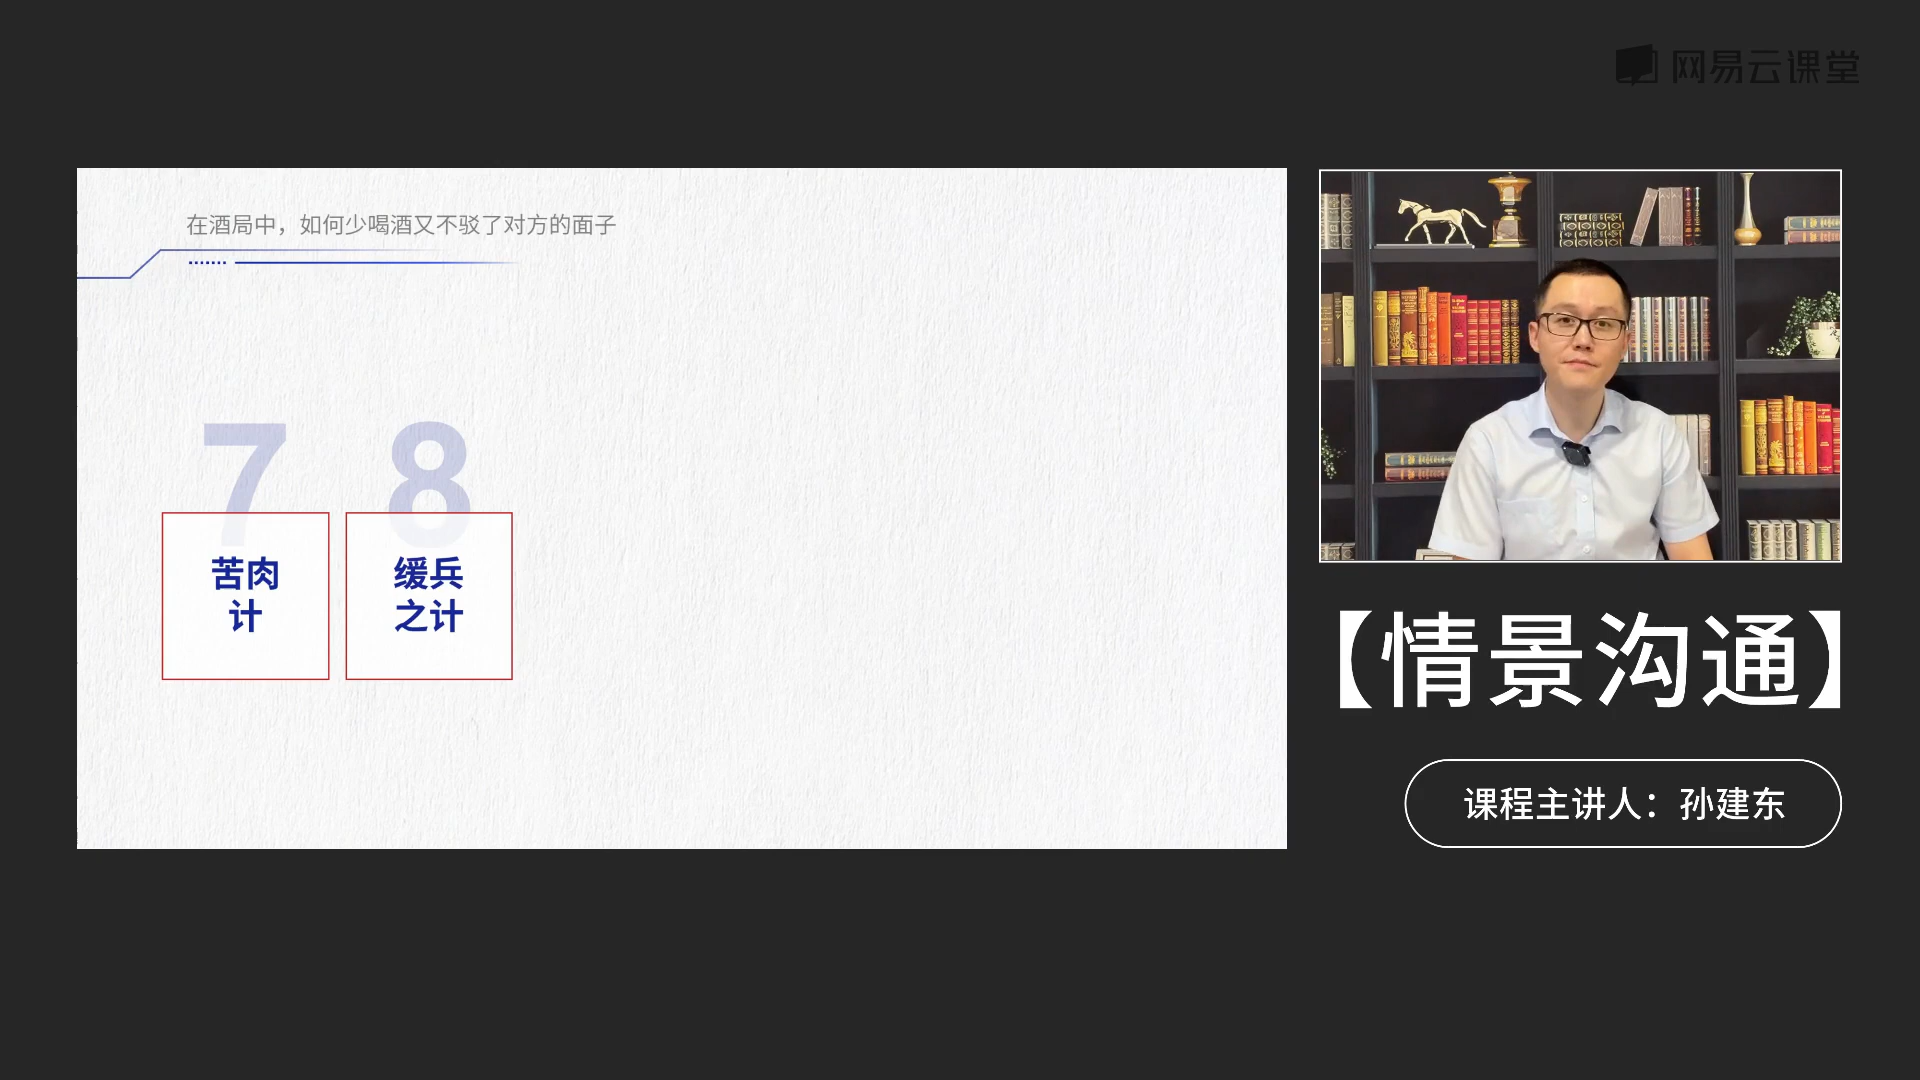 网易云课堂
在酒局中，如何少喝酒又不驳了对方的面子
7
8
苦肉
计
缓兵
之计
【情景沟通】
课程主讲人：孙建东